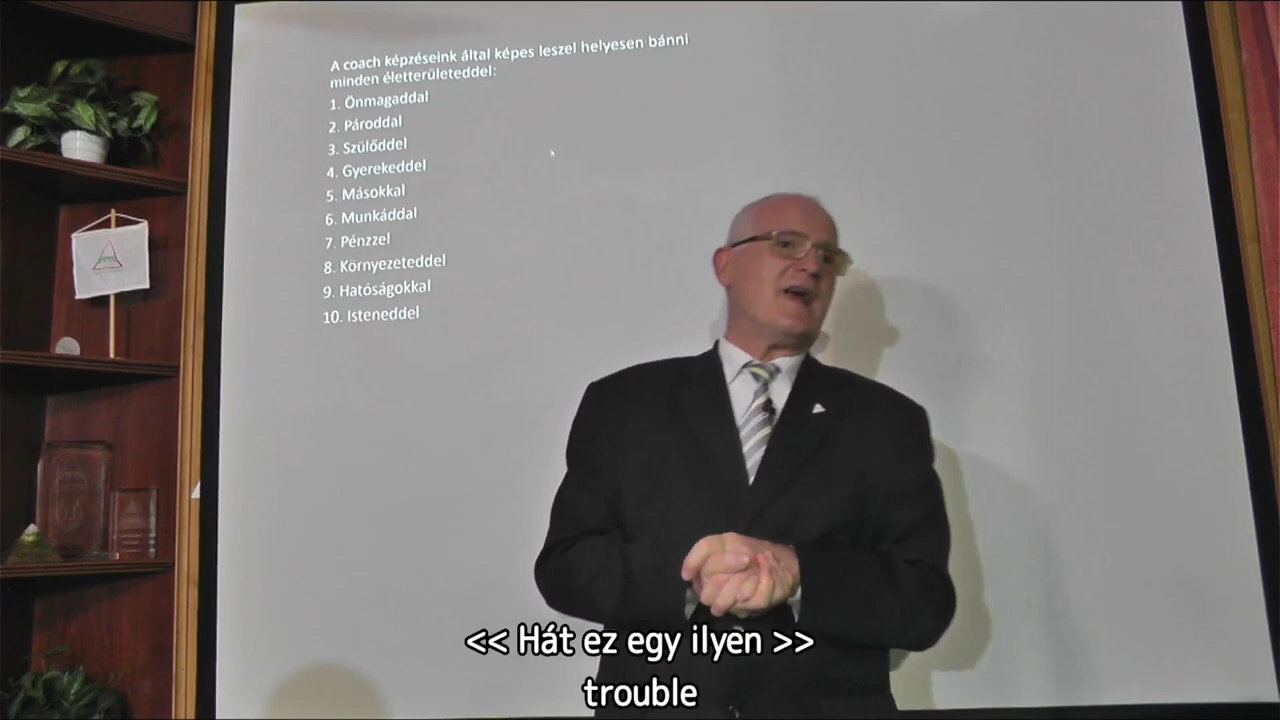 A coach képzéseink által képes leszel helyesen bánni
minden életterületeddel:
1. Önmagaddal
2. Pároddal
3. Szülőddel
4. Gyerekeddel
5. Másokkal
6. Munkáddal
7. Pénzzel
8. Környezeteddel
9. Hatóságokkal
10. Isteneddel
<< Hát ez egy ilyen >>
trouble